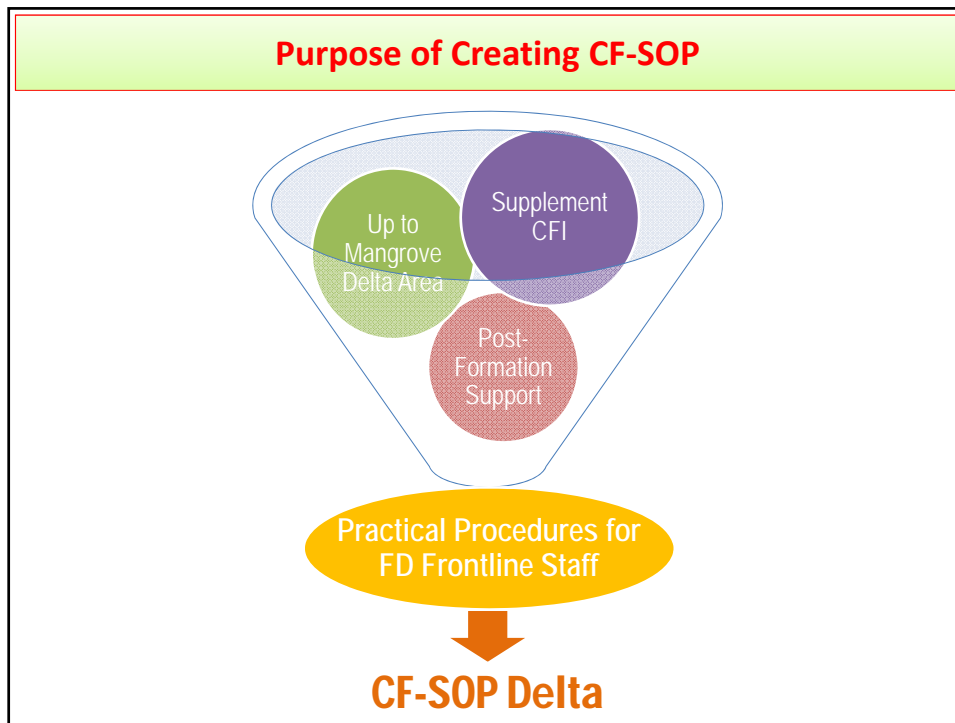 Purpose of Creating CF-SOP
Up to
Mangrove
Delta Area
Supplement
CFI
Post-
Formation
Support
Practical Procedures for
FD Frontline Staff
CF-SOP Delta